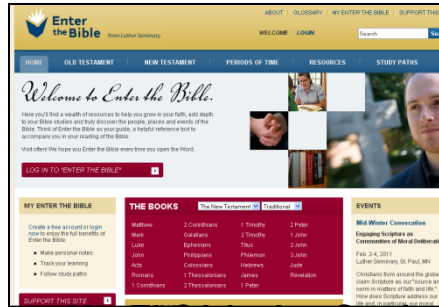 ABOUT | GLOSSARY | MY ENTER THE BIBLE | SUPPORT THIS
Enter
the Bible from Luther Seminary
WELCOME LOGIN
Search
HOME OLD TESTAMENT NEW TESTAMENT PERIODS OF TIME RESOURCES STUDY PATHS
Welcome to Enter the Bible.
Here you'll find a wealth of resources to help you grow in your faith, add depth
to your Bible studies and truly discover the people, places and events of the
Bible. Think of Enter the Bible as your guide, a helpful reference tool to
accompany you in your reading of the Bible.
Visit often! We hope you Enter the Bible every time you open the Word.
LOG IN TO "ENTER THE BIBLE"
MY ENTER THE BIBLE
Create a free account or login
now to enjoy the full benefits of
Enter the Bible
Make personal notes
Track your learning
Follow study paths
SUPPORT THIS SITE
THE BOOKS The New Testament Traditional
Matthew 2 Corinthians 1 Timothy 2 Peter
Mark Galatians 2 Timothy 1 John
Luke Ephesians Titus 2 John
John Philippians Philemon 3 John
Acts Colossians Hebrews Jude
Romans 1 Thessalonians James Revelation
1 Corinthians 2 Thessalonians 1 Peter
EVENTS
Mid-Winter Convocation
Engaging Scripture as
Communities of Moral Deliberati
Feb. 2-4, 2011
Luther Seminary, St. Paul, MN
Christians from around the globe
claim Scripture as our "source an
norm in matters of faith and life."
How does Scripture address our
life and, in particular, our moral